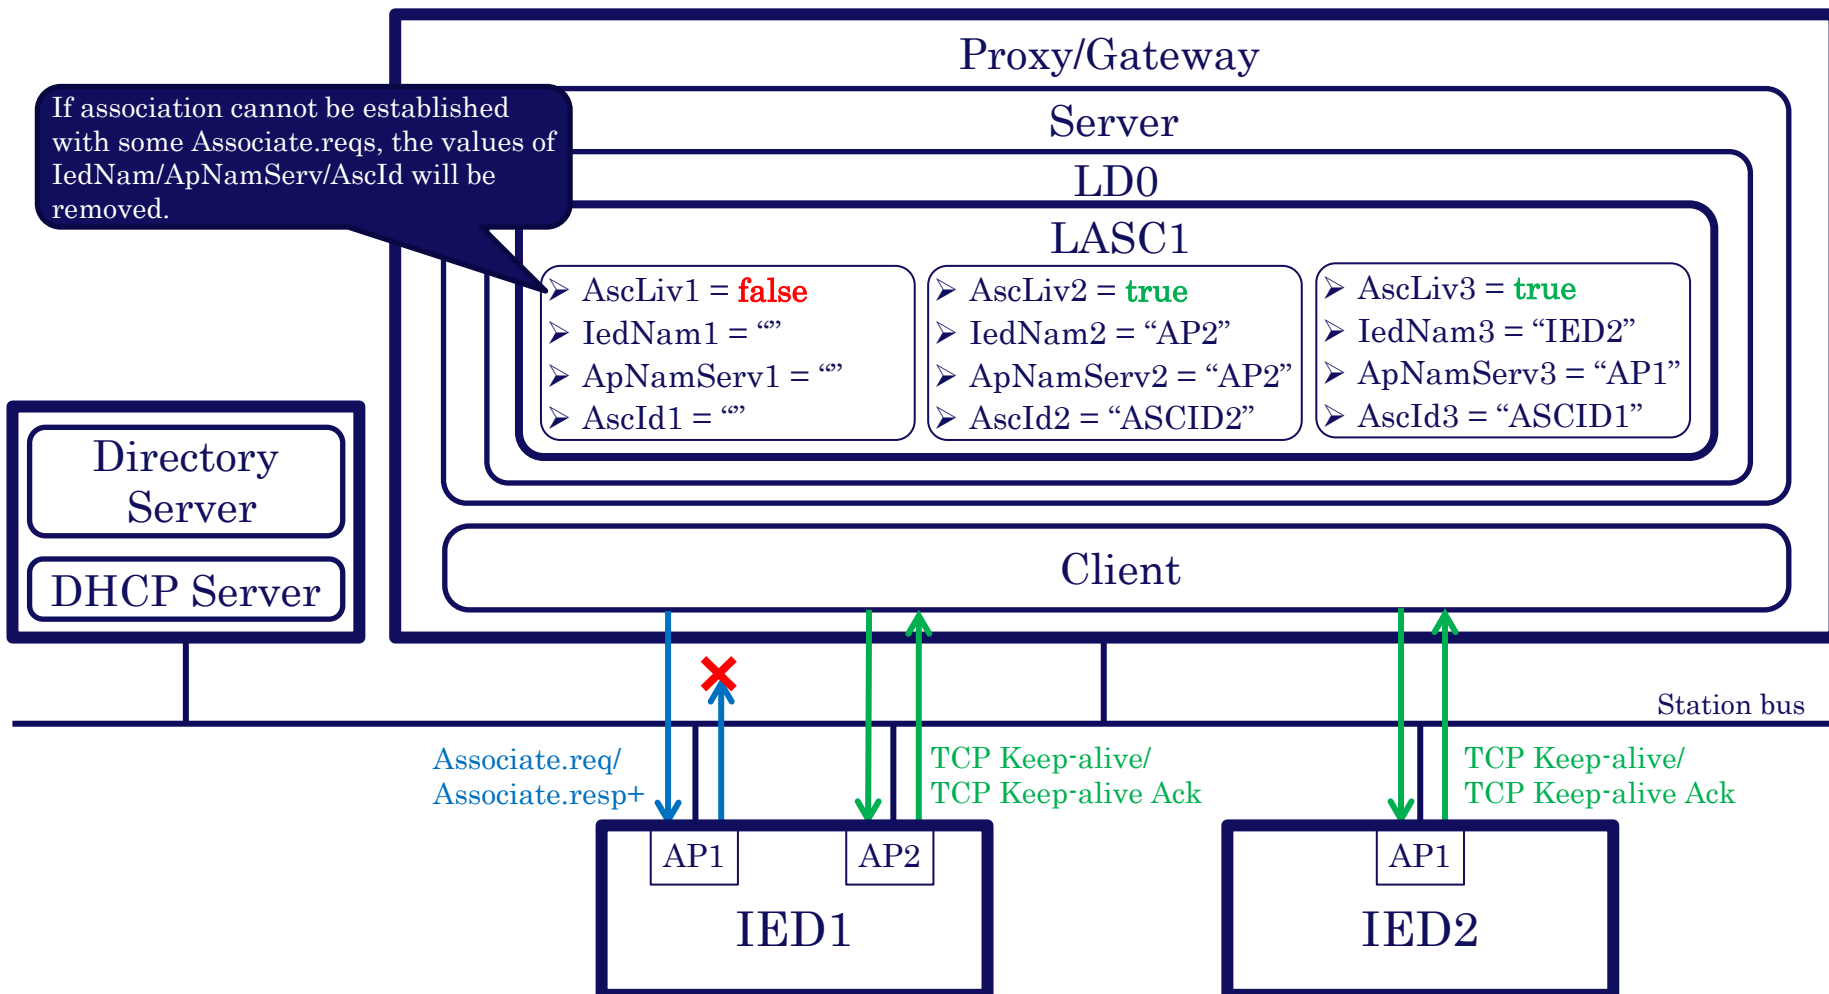 Proxy/Gateway
If association cannot be established
with some Associate.reqs, the values of
IedNam/ApNamServ/AscId will be
removed.
Server
LD0
LASC1
➢ AscLiv1 = false
➢ IedNam1 = “”
➢ ApNamServ1 = “”
➢ AscId1 = “”
➢ AscLiv2 = true
➢ IedNam2 = “AP2”
➢ ApNamServ2 = “AP2”
➢ AscId2 = “ASCID2”
➢ AscLiv3 = true
➢ IedNam3 = “IED2”
➢ ApNamServ3 = “AP1”
➢ AscId3 = “ASCID1”
Directory
Server
DHCP Server
Client
Station bus
Associate.req/
Associate.resp+
TCP Keep-alive/
TCP Keep-alive Ack
TCP Keep-alive/
TCP Keep-alive Ack
AP1
AP2
IED1
AP1
IED2